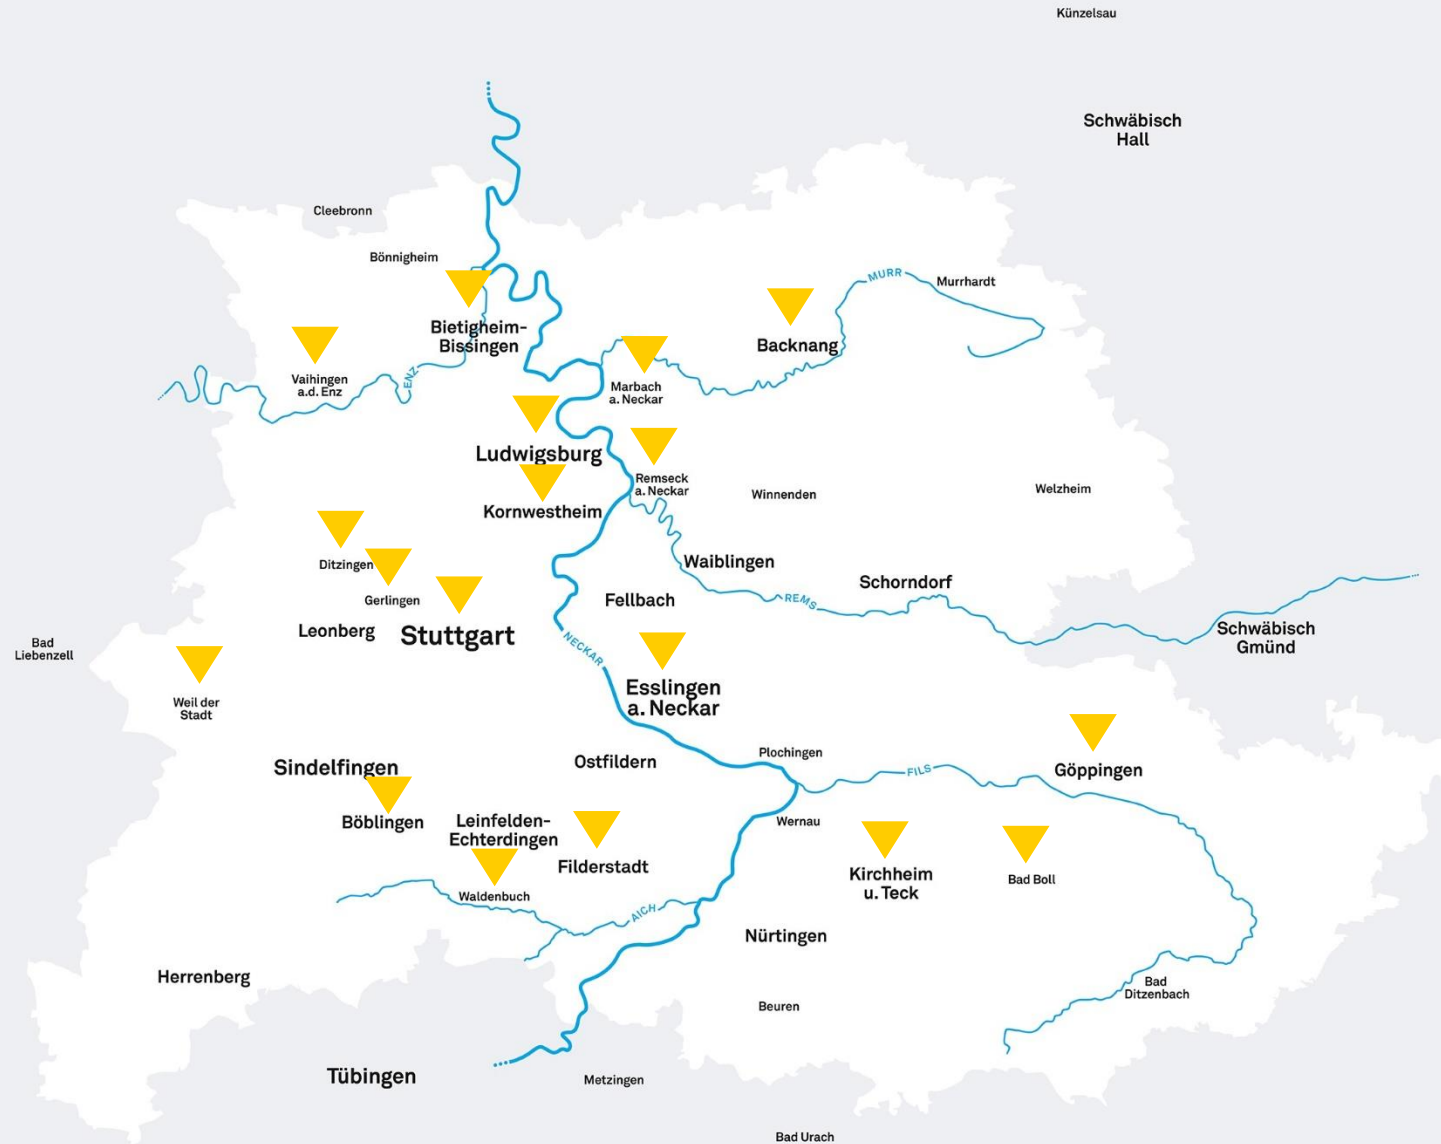 Künzelsau
Schwäbisch
Hall
Cleebronn
Bönnigheim
MURR
Murrhardt
Bietigheim-
Bissingen
Backnang
Vaihingen
a.d. Enz
ENZ
Marbach
a. Neckar
Ludwigsburg
Remseck
a. Neckar
Winnenden
Welzheim
Kornwestheim
Ditzingen
Waiblingen
Schorndorf
Gerlingen
Fellbach
REMS
Leonberg
Stuttgart
NECKAR
Schwäbisch
Gmünd
Bad
Liebenzell
Weil der
Stadt
Esslingen
a. Neckar
Sindelfingen
Ostfildern
Plochingen
FILS
Göppingen
Böblingen
Leinfelden-
Echterdingen
Wernau
Filderstadt
Kirchheim
u. Teck
Bad Boll
Waldenbuch
AICH
Nürtingen
Herrenberg
Bad
Ditzenbach
Beuren
Tübingen
Metzingen
Bad Urach